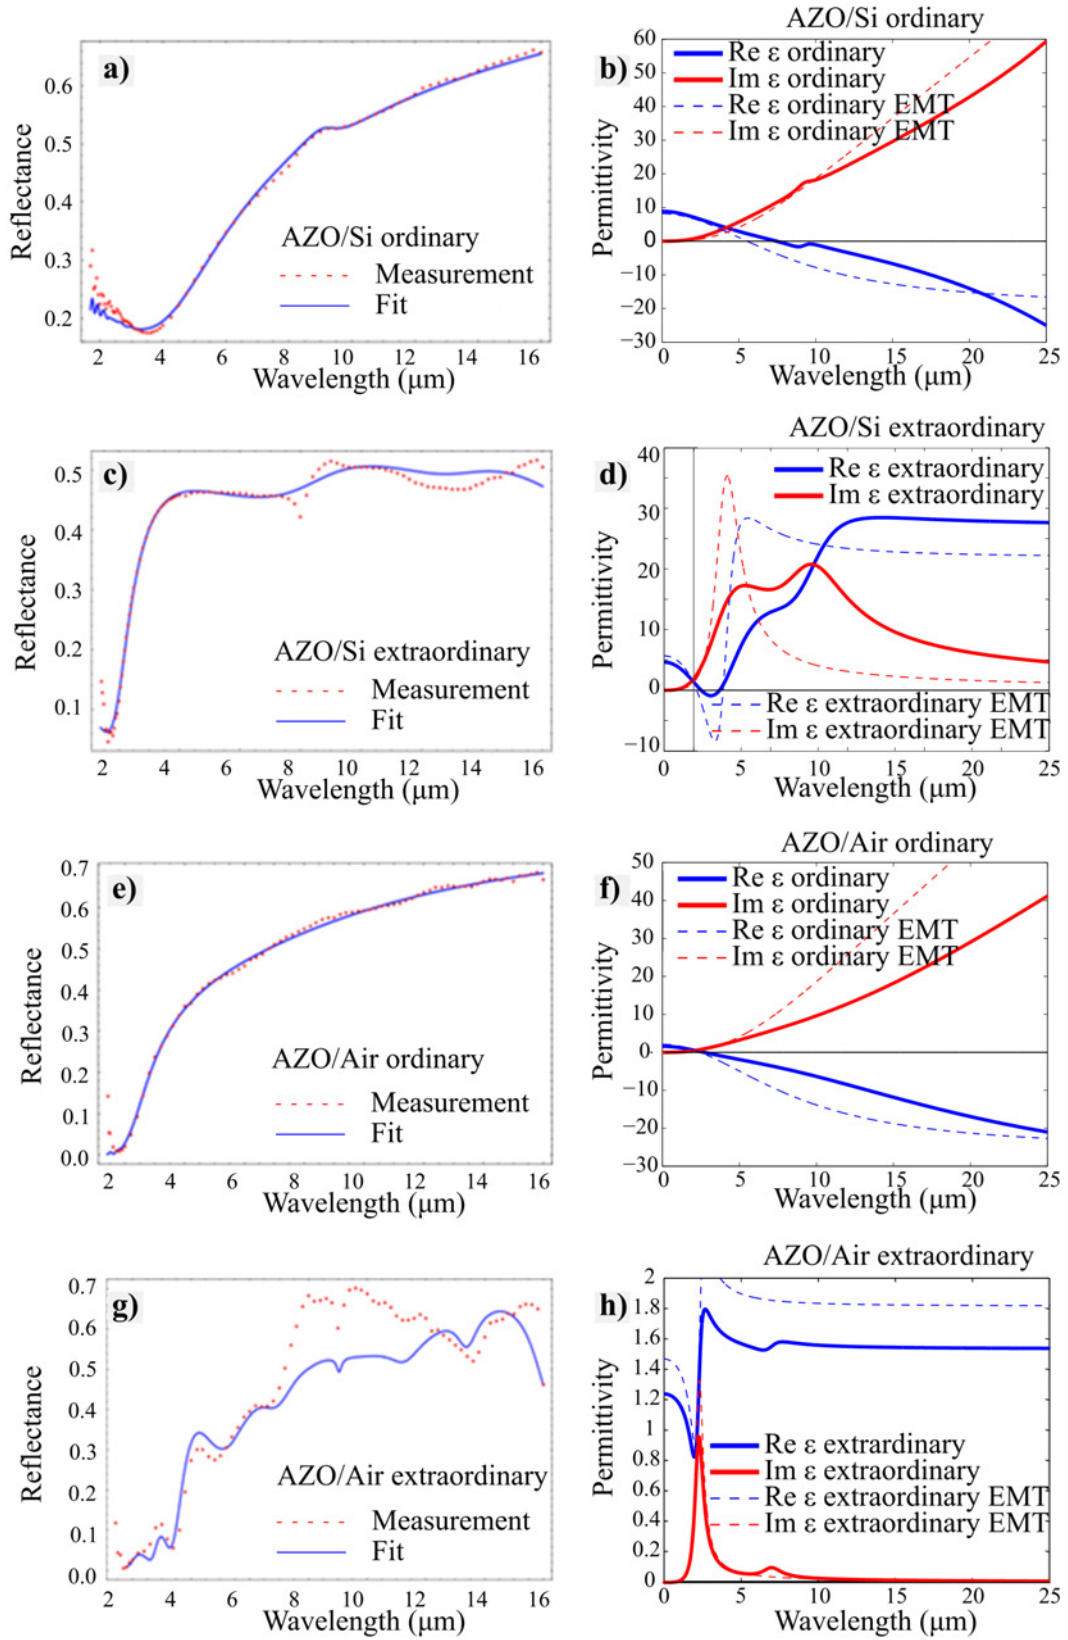 a)
0.6
0.5
0.4
0.3
0.2
Reflectance
AZO/Si ordinary
Measurement
Fit
2 4 6 8 10 12 14 16
Wavelength (μm)
AZO/Si ordinary
b)
Re ε ordinary
Im ε ordinary
Re ε ordinary EMT
Im ε ordinary EMT
60
50
40
30
20
10
0
−10
−20
−30
Permittivity
0 5 10 15 20 25
Wavelength (μm)
c)
0.5
0.4
0.3
0.2
0.1
Reflectance
AZO/Si extraordinary
Measurement
Fit
2 4 6 8 10 12 14 16
Wavelength (μm)
AZO/Si extraordinary
d)
Re ε extraordinary
Im ε extraordinary
40
30
20
10
0
−10
Permittivity
Re ε extraordinary EMT
Im ε extraordinary EMT
0 5 10 15 20 25
Wavelength (μm)
e)
0.7
0.6
0.5
0.4
0.3
0.2
0.1
0.0
Reflectance
AZO/Air ordinary
Measurement
Fit
2 4 6 8 10 12 14 16
Wavelength (μm)
AZO/Air ordinary
f)
Re ε ordinary
Im ε ordinary
Re ε ordinary EMT
Im ε ordinary EMT
50
40
30
20
10
0
−10
−20
−30
Permittivity
0 5 10 15 20 25
Wavelength (μm)
g)
0.7
0.6
0.5
0.4
0.3
0.1
0.0
Reflectance
AZO/Air extraordinary
Measurement
Fit
2 4 6 8 10 12 14 16
Wavelength (μm)
AZO/Air extraordinary
h)
2
1.8
1.6
1.4
1.2
1
0.8
0.6
0.4
0.2
0
Permittivity
Re ε extrardinary
Im ε extraordinary
Re ε extraordinary EMT
Im ε extraordinary EMT
0 5 10 15 20 25
Wavelength (μm)